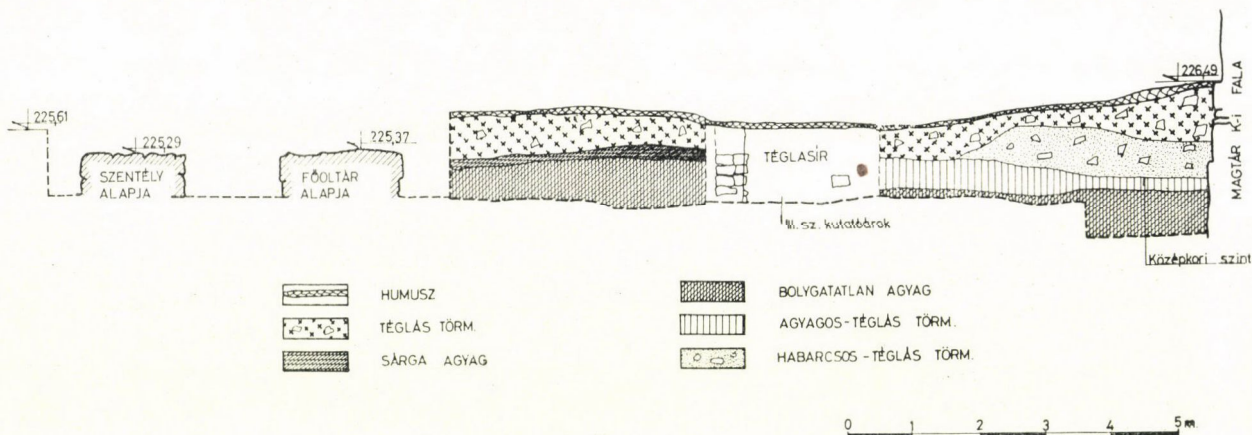 225,61
225,29
SZENTÉLY
ALAPJA
225,37
FŐOLTÁR
ALAPJA
TÉGLASÍR
III. sz. kutatóárok
226,49
MAGTÁR K-i FALA
Középkori szint
HUMUSZ
TÉGLÁS TÖRM.
SÁRGA AGYAG
BOLYGATATLAN AGYAG
AGYAGOS-TÉGLÁS TÖRM.
HABARCSOS-TÉGLÁS TÖRM.
0 1 2 3 4 5 m